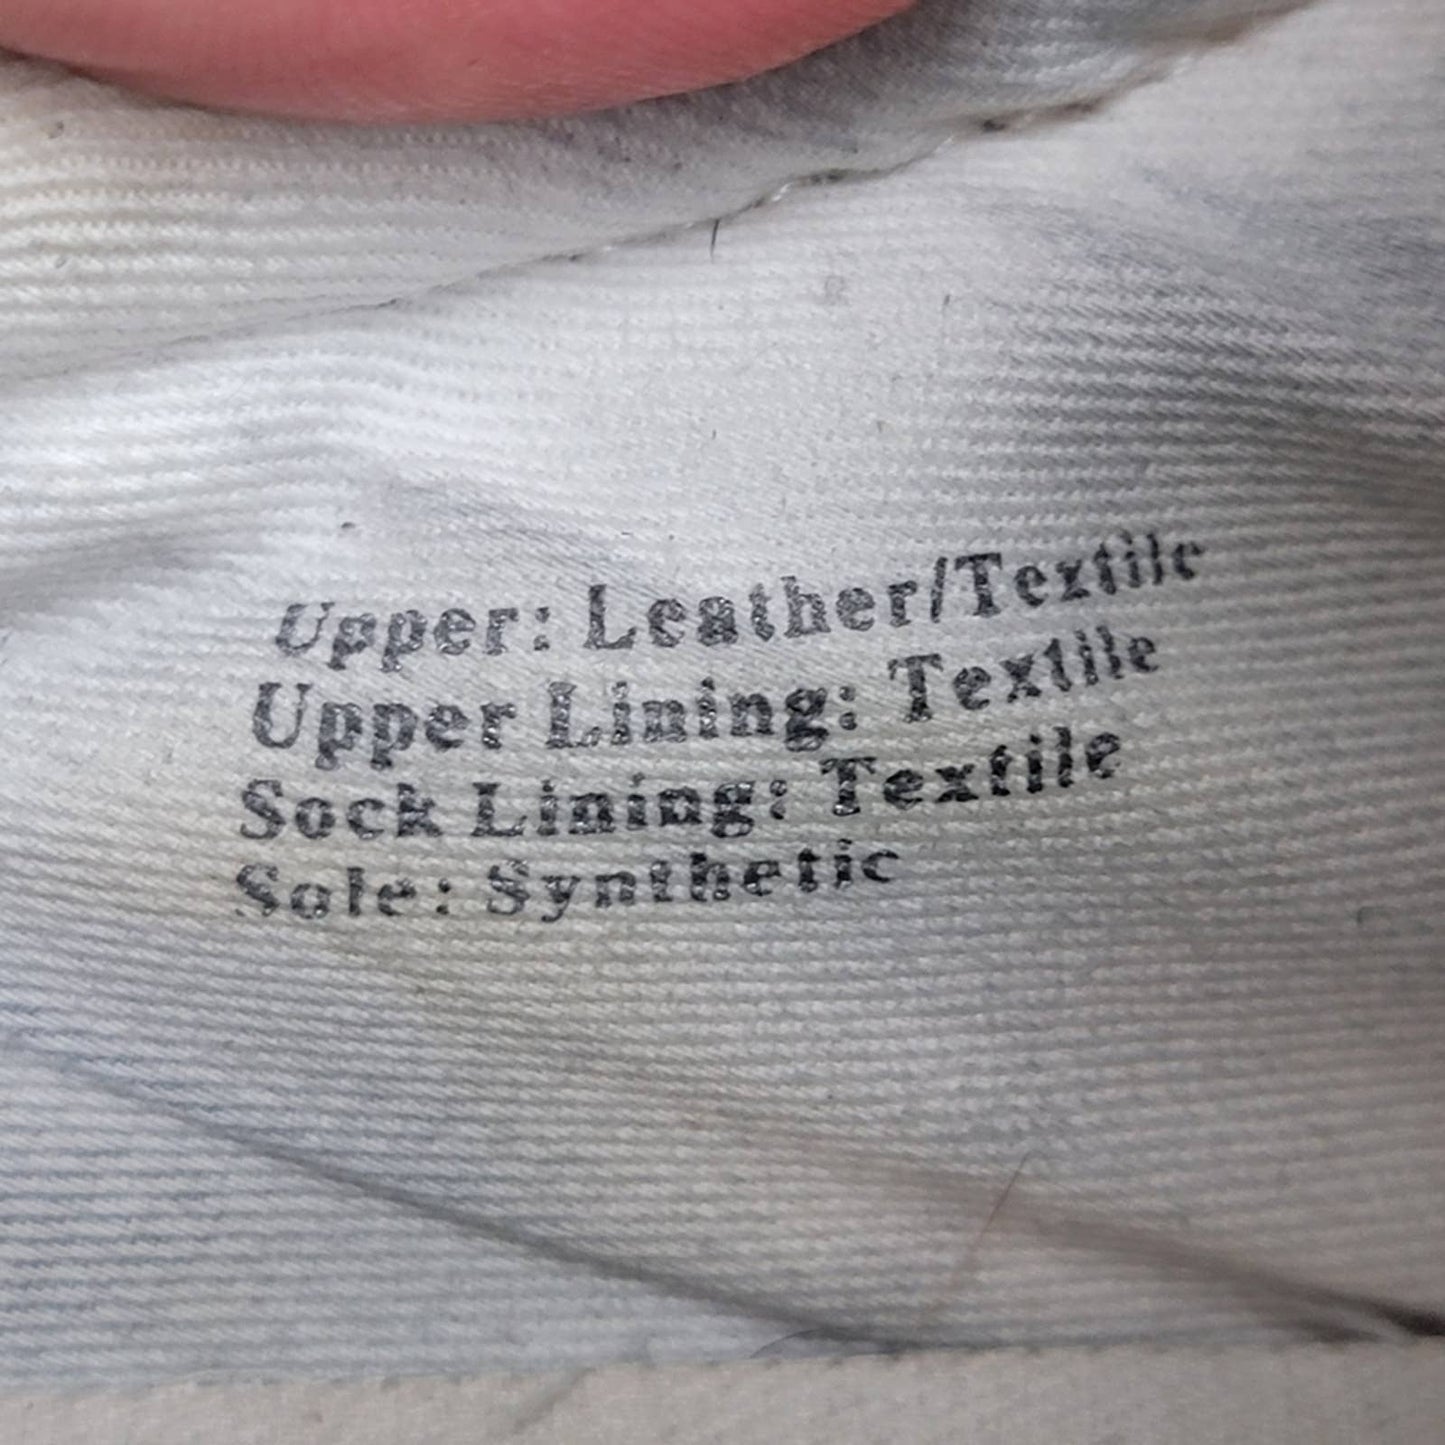 Upper: Leather/Textile
Upper Lining: Textile
Sock Lining: Textile
Sole: Synthetic